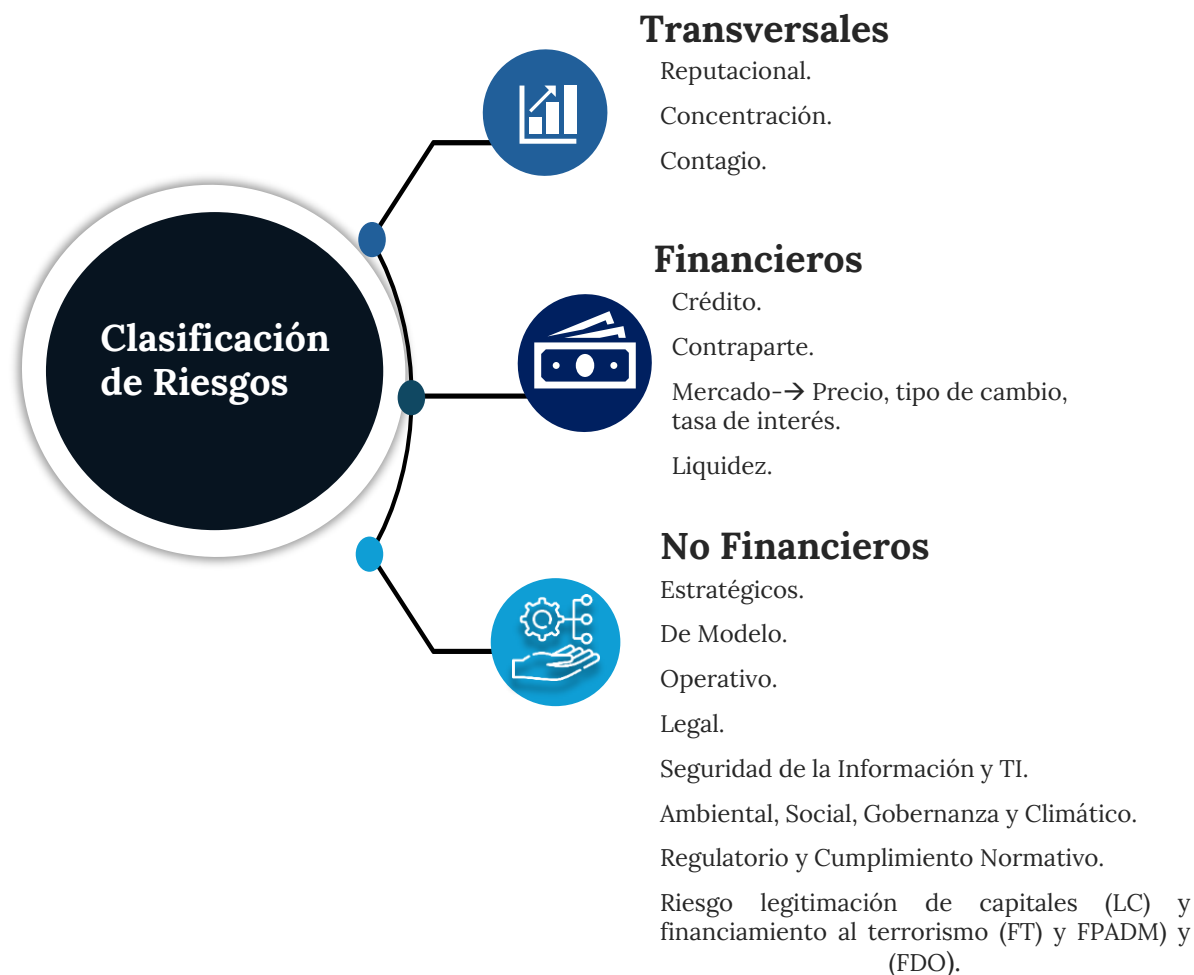 Transversales
Reputacional.
Concentración.
Contagio.
Clasificación
de Riesgos
Financieros
Crédito.
Contraparte.
Mercado-→ Precio, tipo de cambio,
tasa de interés.
Liquidez.
No Financieros
Estratégicos.
De Modelo.
Operativo.
Legal.
Seguridad de la Información y TI.
Ambiental, Social, Gobernanza y Climático.
Regulatorio y Cumplimiento Normativo.
Riesgo legitimación de capitales (LC) y
financiamiento al terrorismo (FT) y FPADM) y
(FDO).